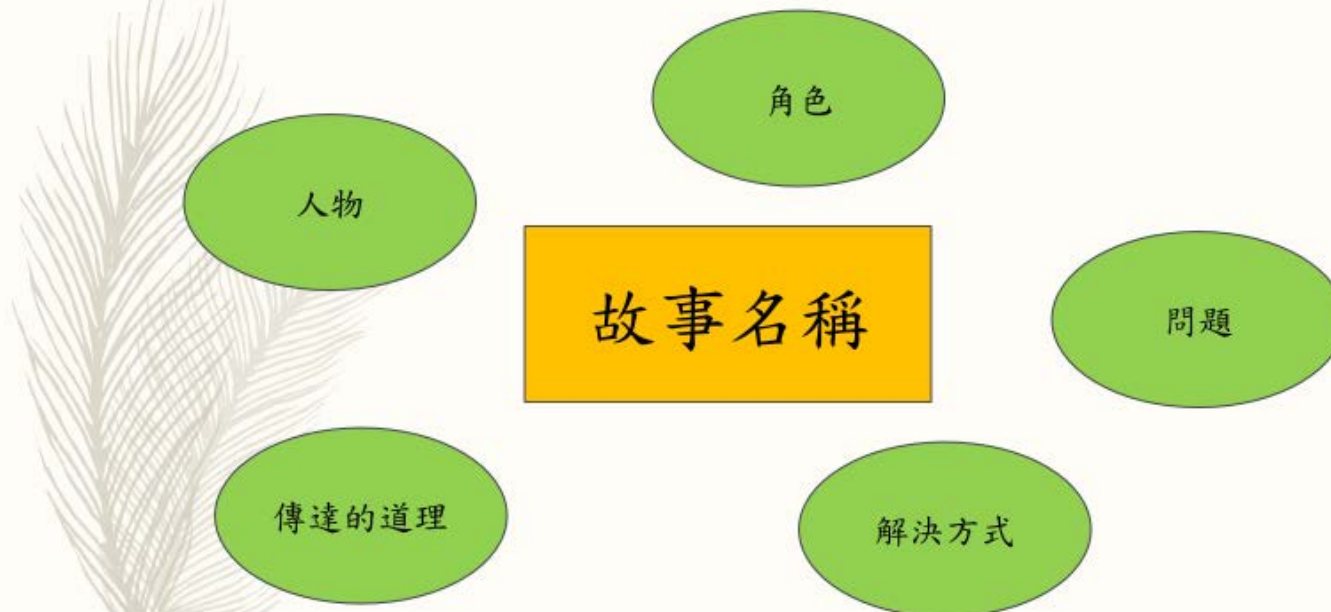 角色
人物
故事名稱
問題
傳達的道理
解決方式